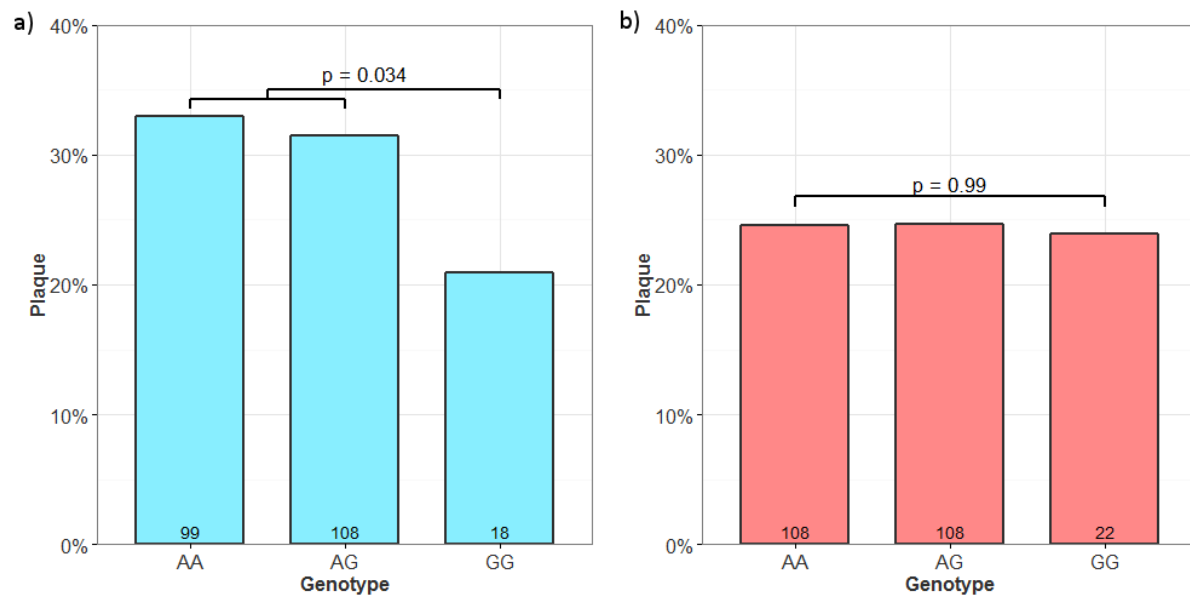 a)
40%
30%
20%
10%
0%
Plaque
p = 0.034
99
108
18
AA
AG
GG
Genotype
b)
40%
30%
20%
10%
0%
Plaque
p = 0.99
108
108
22
AA
AG
GG
Genotype